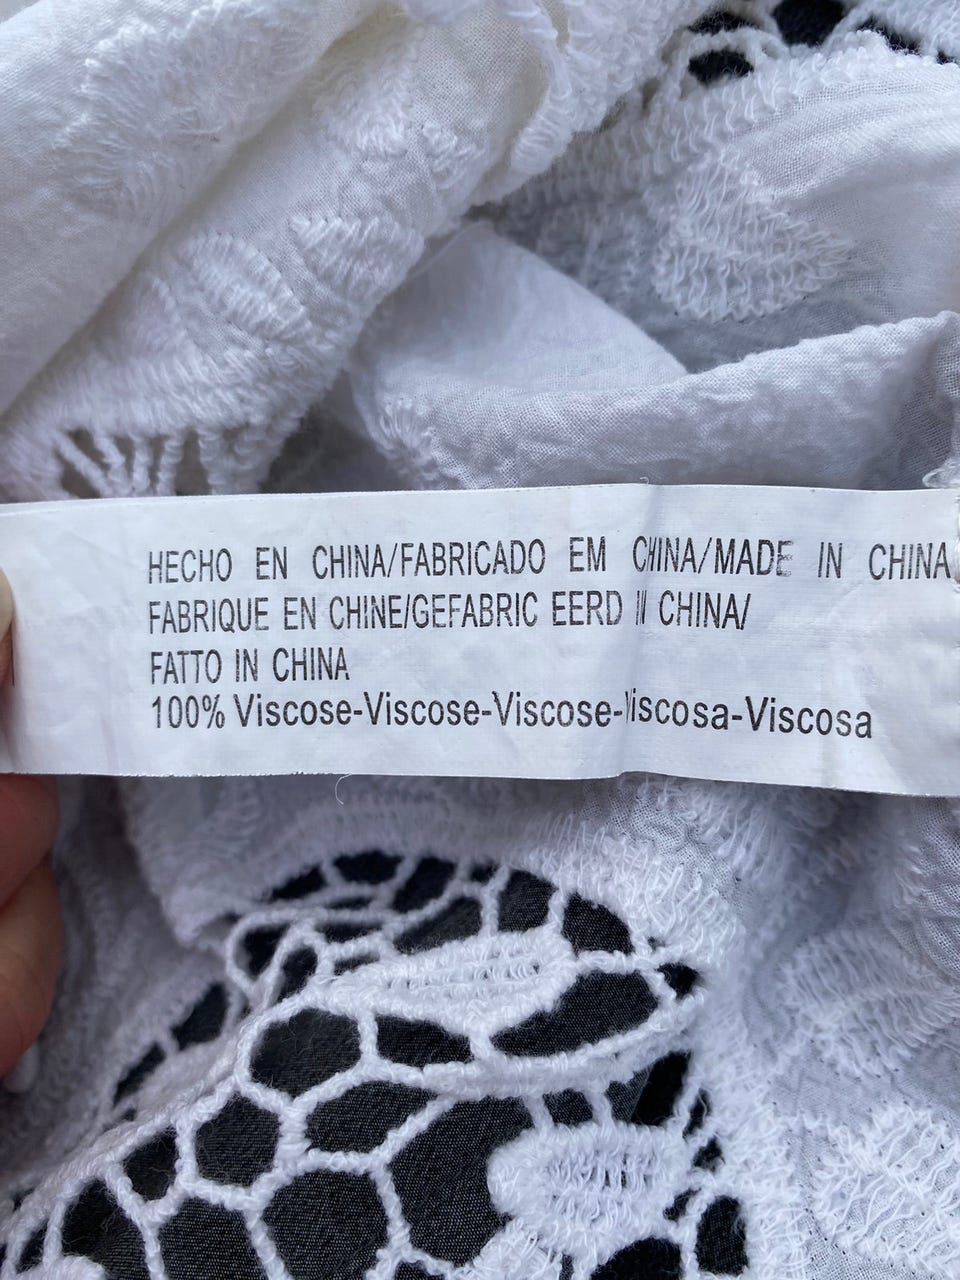 HECHO EN CHINA/FABRICADO EM CHINA/MADE IN CHINA
FABRIQUE EN CHINE/GEFABRIC EERD IN CHINA/
FATTO IN CHINA
100% Viscose-Viscose-Viscose-Viscosa-Viscosa